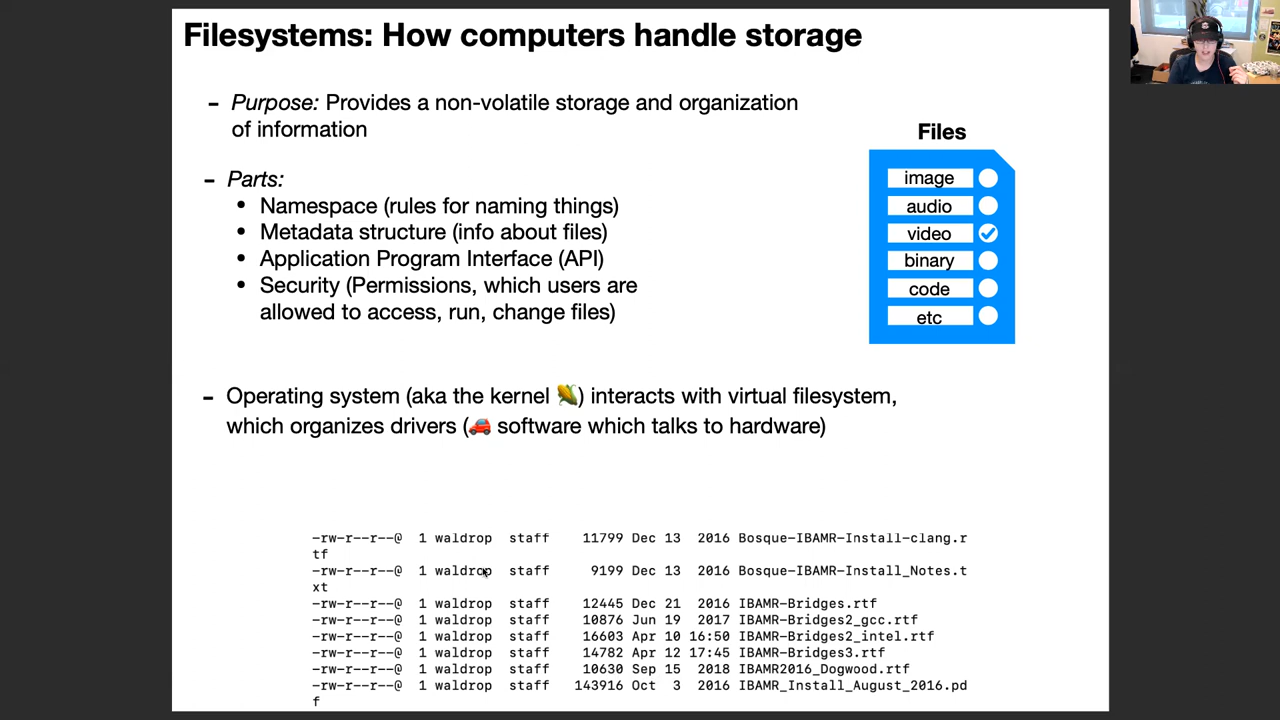 Filesystems: How computers handle storage
- Purpose: Provides a non-volatile storage and organization
of information
Files
image
audio
video
binary
code
etc
- Parts:
• Namespace (rules for naming things)
• Metadata structure (info about files)
• Application Program Interface (API)
• Security (Permissions, which users are
allowed to access, run, change files)
- Operating system (aka the kernel 🌽) interacts with virtual filesystem,
which organizes drivers (🚗 software which talks to hardware)
-rw-r--r--@ 1 waldrop staff 11799 Dec 13 2016 Bosque-IBAMR-Install-clang.r
tf
-rw-r--r--@ 1 waldrop staff 9199 Dec 13 2016 Bosque-IBAMR-Install_Notes.t
xt
-rw-r--r--@ 1 waldrop staff 12445 Dec 21 2016 IBAMR-Bridges.rtf
-rw-r--r--@ 1 waldrop staff 10876 Jun 19 2017 IBAMR-Bridges2_gcc.rtf
-rw-r--r--@ 1 waldrop staff 16603 Apr 10 16:50 IBAMR-Bridges2_intel.rtf
-rw-r--r--@ 1 waldrop staff 14782 Apr 12 17:45 IBAMR-Bridges3.rtf
-rw-r--r--@ 1 waldrop staff 10630 Sep 15 2018 IBAMR2016_Dogwood.rtf
-rw-r--r--@ 1 waldrop staff 143916 Oct 3 2016 IBAMR_Install_August_2016.pd
f